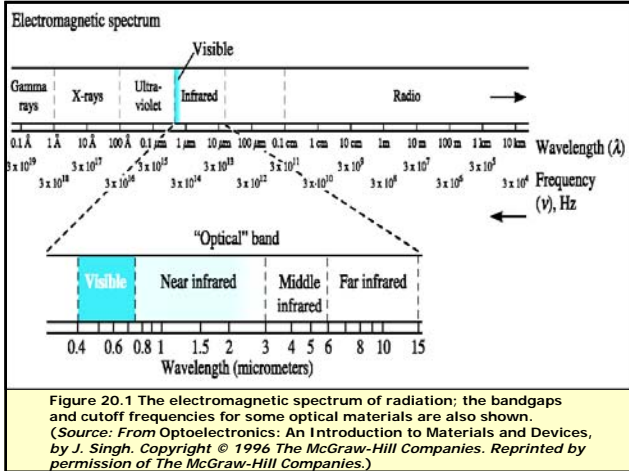 Electromagnetic spectrum
Visible
Gamma rays
X-rays
Ultra-violet
Infrared
Radio
0.1 Å 1 Å 10 Å 100 Å 0.1 μm 1 μm 10 μm 100 μm 0.1 cm 1 cm 10 cm 1 m 10 m 100 m 1 km 10 km Wavelength (λ)
3 x 10^19 3 x 10^17 3 x 10^15 3 x 10^13 3 x 10^11 3 x 10^9 3 x 10^7 3 x 10^5
3 x 10^18 3 x 10^16 3 x 10^14 3 x 10^12 3 x 10^10 3 x 10^8 3 x 10^6 3 x 10^4
Frequency
(ν), Hz
"Optical" band
Visible
Near infrared
Middle
infrared
Far infrared
0.4 0.6 0.8 1 1.5 2 3 4 5 6 8 10 15
Wavelength (micrometers)
Figure 20.1 The electromagnetic spectrum of radiation; the bandgaps
and cutoff frequencies for some optical materials are also shown.
(Source: From Optoelectronics: An Introduction to Materials and Devices,
by J. Singh. Copyright © 1996 The McGraw-Hill Companies. Reprinted by
permission of The McGraw-Hill Companies.)